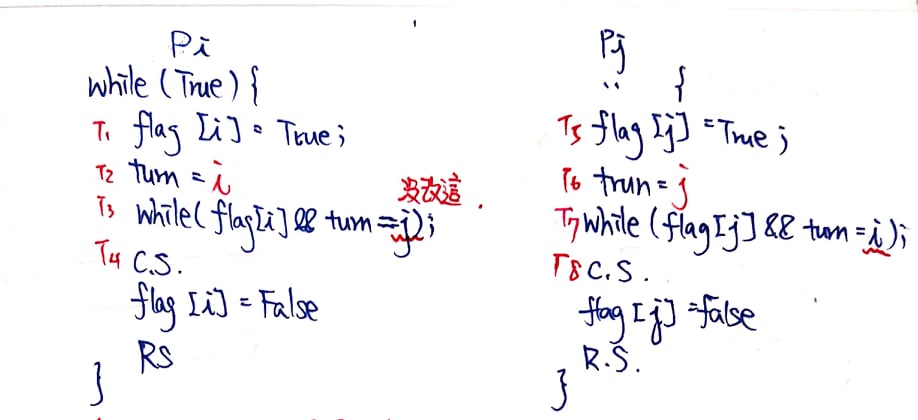 Pi
while (True) {
T1 flag [i] = True;
T2 turn = i
没改這.
T3 while( flag[i] && turn == j);
T4 C.S.
flag [i] = False
RS
}
Pj
.. {
T5 flag [j] = True;
T6 trun = j
T7 while (flag[j] && turn = i);
T8 C.S.
flag [j] = false
R.S.
}